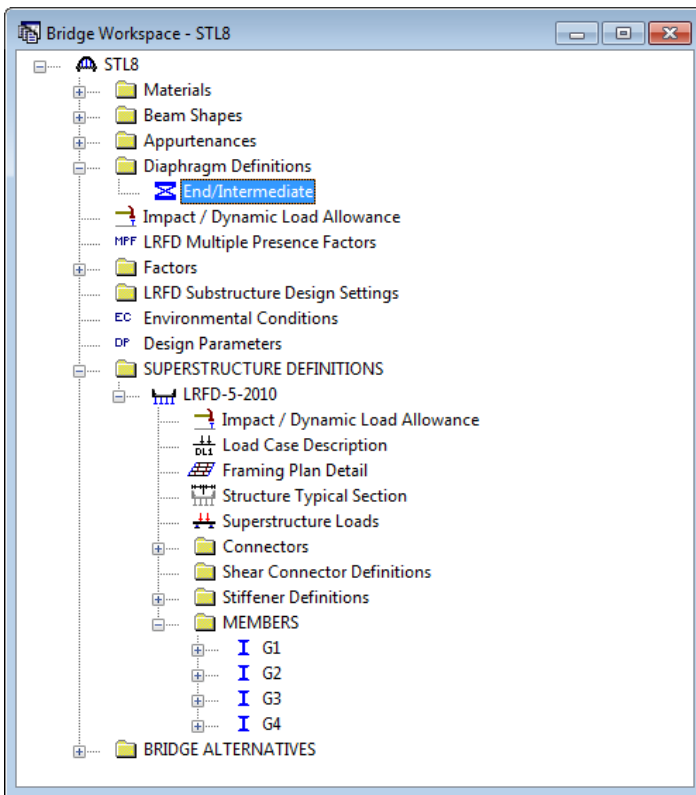 Bridge Workspace - STL8
STL8
Materials
Beam Shapes
Appurtenances
Diaphragm Definitions
End/Intermediate
Impact / Dynamic Load Allowance
MPF LRFD Multiple Presence Factors
Factors
LRFD Substructure Design Settings
EC Environmental Conditions
DP Design Parameters
SUPERSTRUCTURE DEFINITIONS
LRFD-5-2010
Impact / Dynamic Load Allowance
DL1 Load Case Description
Framing Plan Detail
Structure Typical Section
Superstructure Loads
Connectors
Shear Connector Definitions
Stiffener Definitions
MEMBERS
G1
G2
G3
G4
BRIDGE ALTERNATIVES